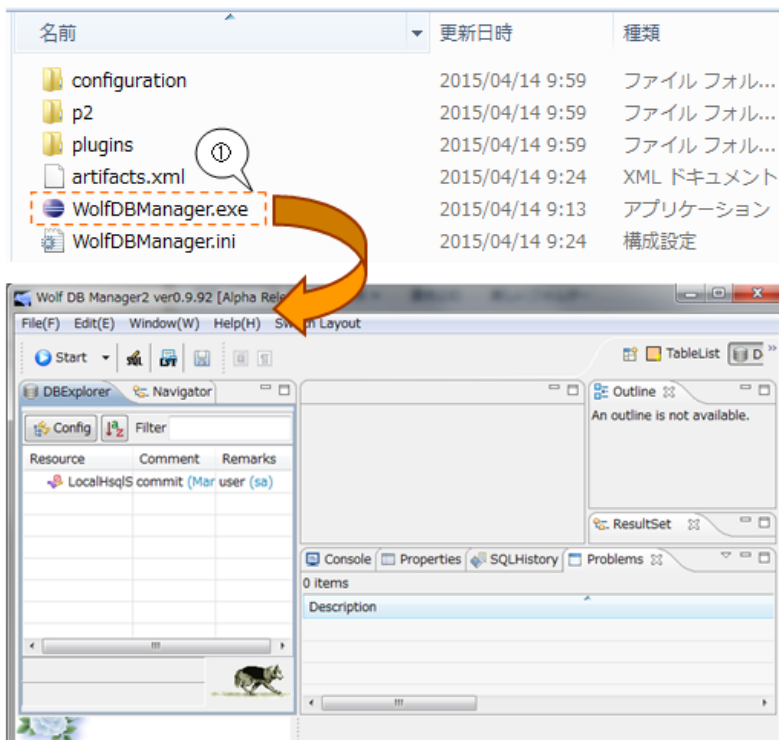 名前 更新日時 種類
configuration 2015/04/14 9:59 ファイル フォル...
p2 2015/04/14 9:59 ファイル フォル...
plugins 2015/04/14 9:59 ファイル フォル...
①
artifacts.xml 2015/04/14 9:24 XML ドキュメント
WolfDBManager.exe 2015/04/14 9:13 アプリケーション
WolfDBManager.ini 2015/04/14 9:24 構成設定
Wolf DB Manager2 ver0.9.92 [Alpha Rele
File(F) Edit(E) Window(W) Help(H) Layout
Start TableList D
DBExplorer Navigator Outline
An outline is not available.
Config Filter
Resource Comment Remarks
LocalHsqlS commit (Mar user (sa)
ResultSet
Console Properties SQLHistory Problems
0 items
Description